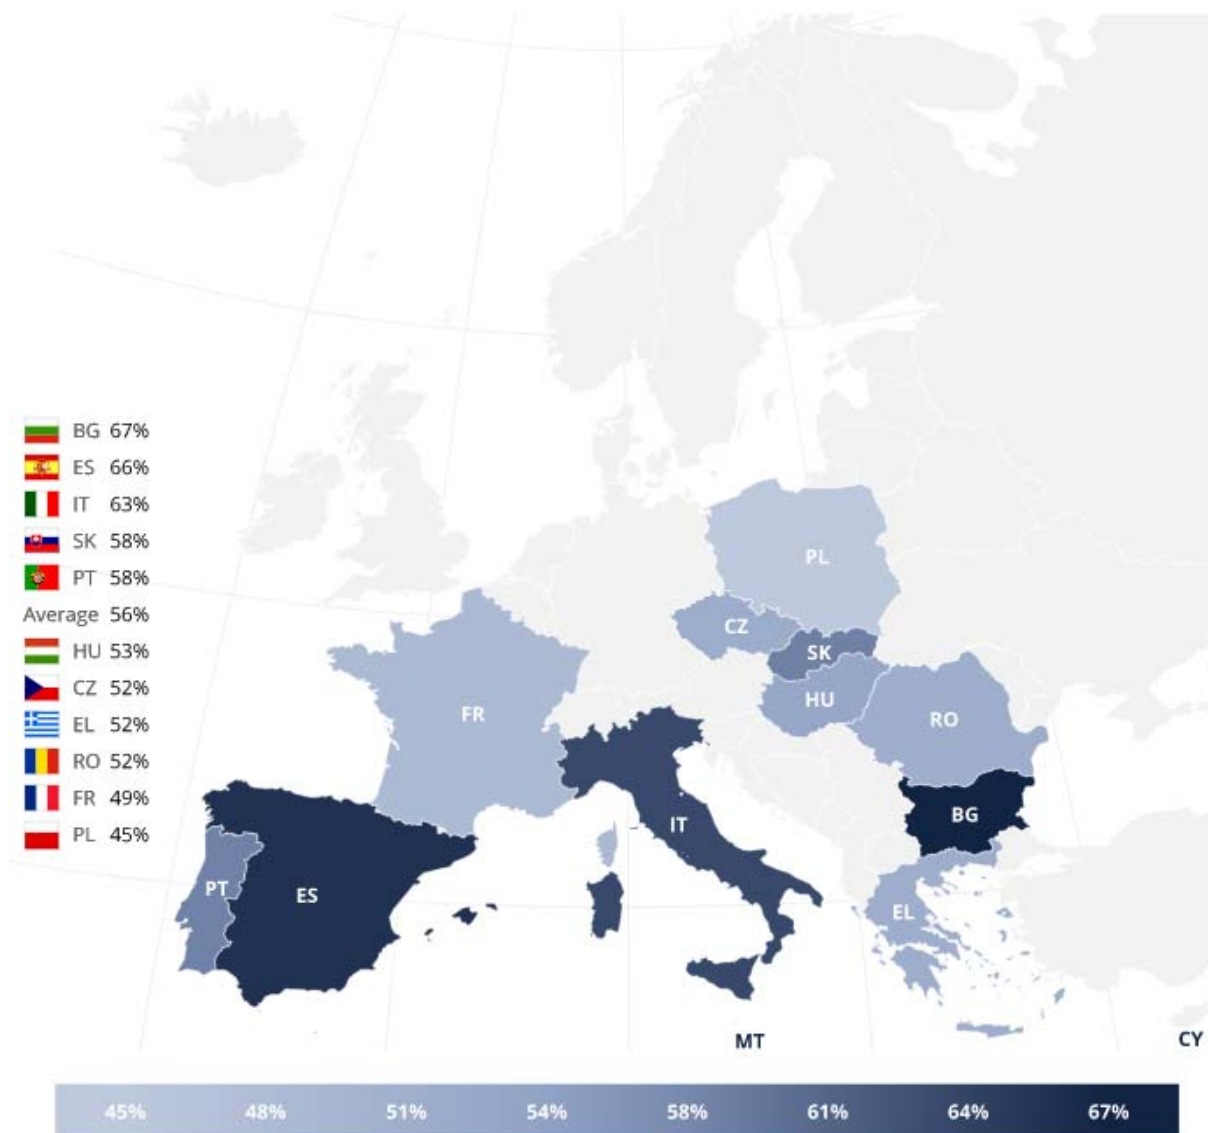 BG 67%
ES 66%
IT 63%
SK 58%
PT 58%
Average 56%
HU 53%
CZ 52%
EL 52%
RO 52%
FR 49%
PL 45%
PL
CZ
SK
HU
FR
RO
IT
BG
PT
ES
EL
MT
CY
45% 48% 51% 54% 58% 61% 64% 67%